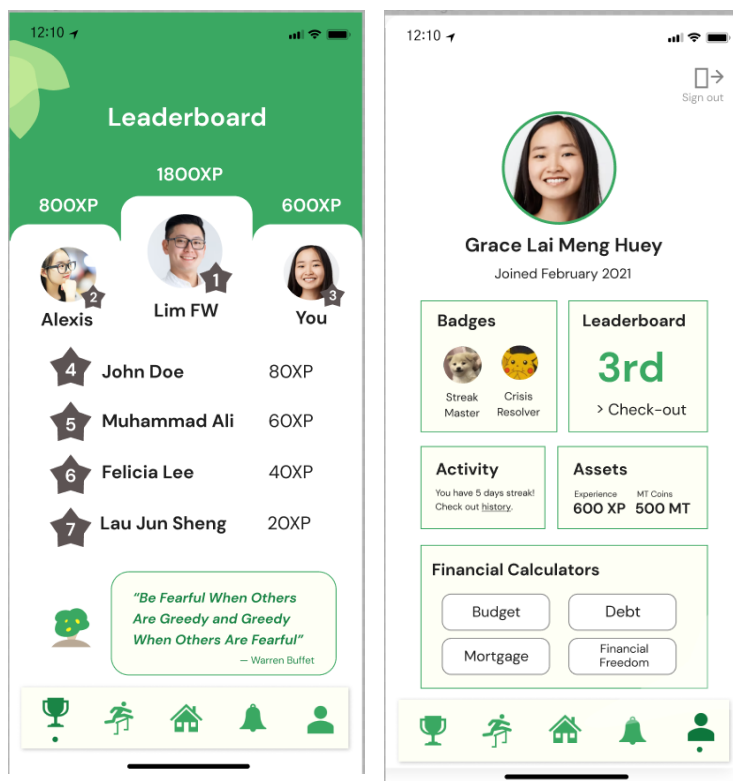 12:10
Leaderboard
1800XP
800XP
600XP
1
2
3
Alexis
Lim FW
You
4 John Doe 80XP
5 Muhammad Ali 60XP
6 Felicia Lee 40XP
7 Lau Jun Sheng 20XP
“Be Fearful When Others
Are Greedy and Greedy
When Others Are Fearful”
— Warren Buffet
12:10
Sign out
Grace Lai Meng Huey
Joined February 2021
Badges
Streak
Master
Crisis
Resolver
Leaderboard
3rd
> Check-out
Activity
You have 5 days streak!
Check out history.
Assets
Experience MT Coins
600 XP 500 MT
Financial Calculators
Budget
Debt
Mortgage
Financial
Freedom